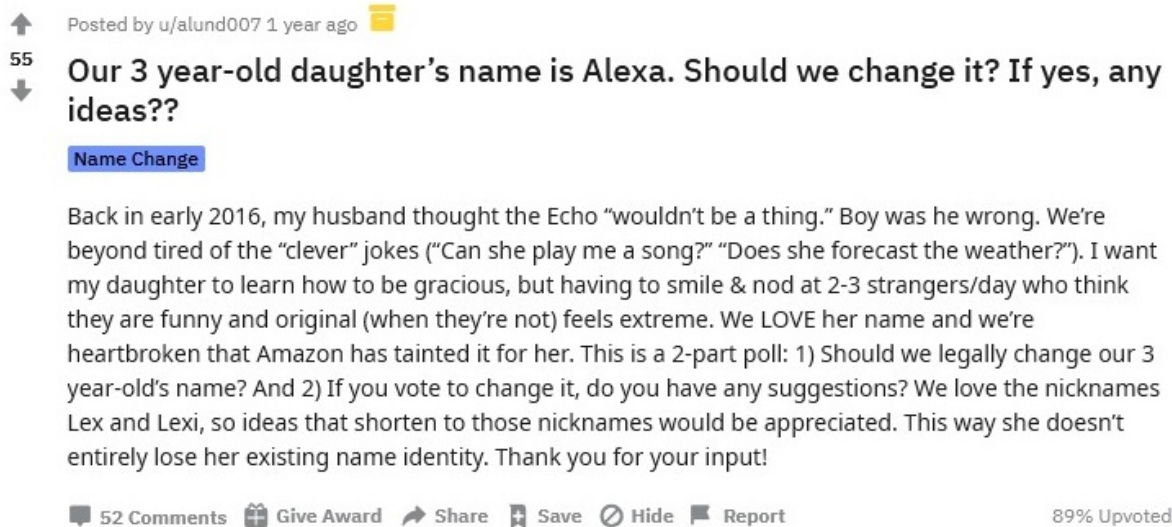 Posted by u/alund007 1 year ago
55
Our 3 year-old daughter’s name is Alexa. Should we change it? If yes, any
ideas??
Name Change
Back in early 2016, my husband thought the Echo “wouldn’t be a thing.” Boy was he wrong. We’re
beyond tired of the “clever” jokes (“Can she play me a song?” “Does she forecast the weather?”). I want
my daughter to learn how to be gracious, but having to smile & nod at 2-3 strangers/day who think
they are funny and original (when they’re not) feels extreme. We LOVE her name and we’re
heartbroken that Amazon has tainted it for her. This is a 2-part poll: 1) Should we legally change our 3
year-old’s name? And 2) If you vote to change it, do you have any suggestions? We love the nicknames
Lex and Lexi, so ideas that shorten to those nicknames would be appreciated. This way she doesn’t
entirely lose her existing name identity. Thank you for your input!
52 Comments Give Award Share Save Hide Report 89% Upvoted